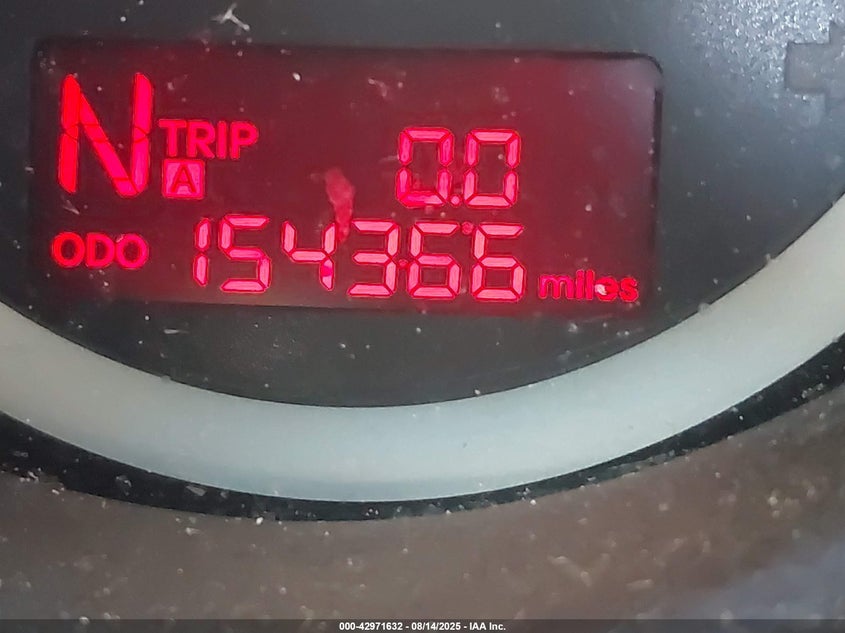 N TRIP A 0.0
ODO 154366 miles
000-42971632 - 08/14/2025 - IAA Inc.